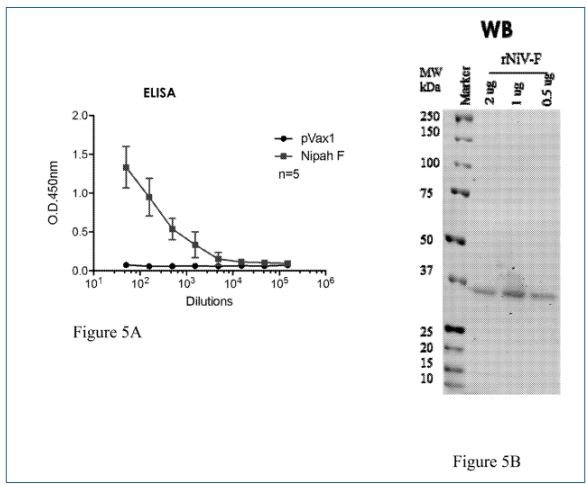 ELISA
2.0
1.5
1.0
0.5
0.0
O.D.450nm
10¹ 10² 10³ 10⁴ 10⁵ 10⁶
Dilutions
pVax1
Nipah F
n=5
Figure 5A
WB
rNiV-F
MW
kDa
Marker
2 ug
1 ug
0.5 ug
250
150
100
75
50
37
25
20
15
10
Figure 5B